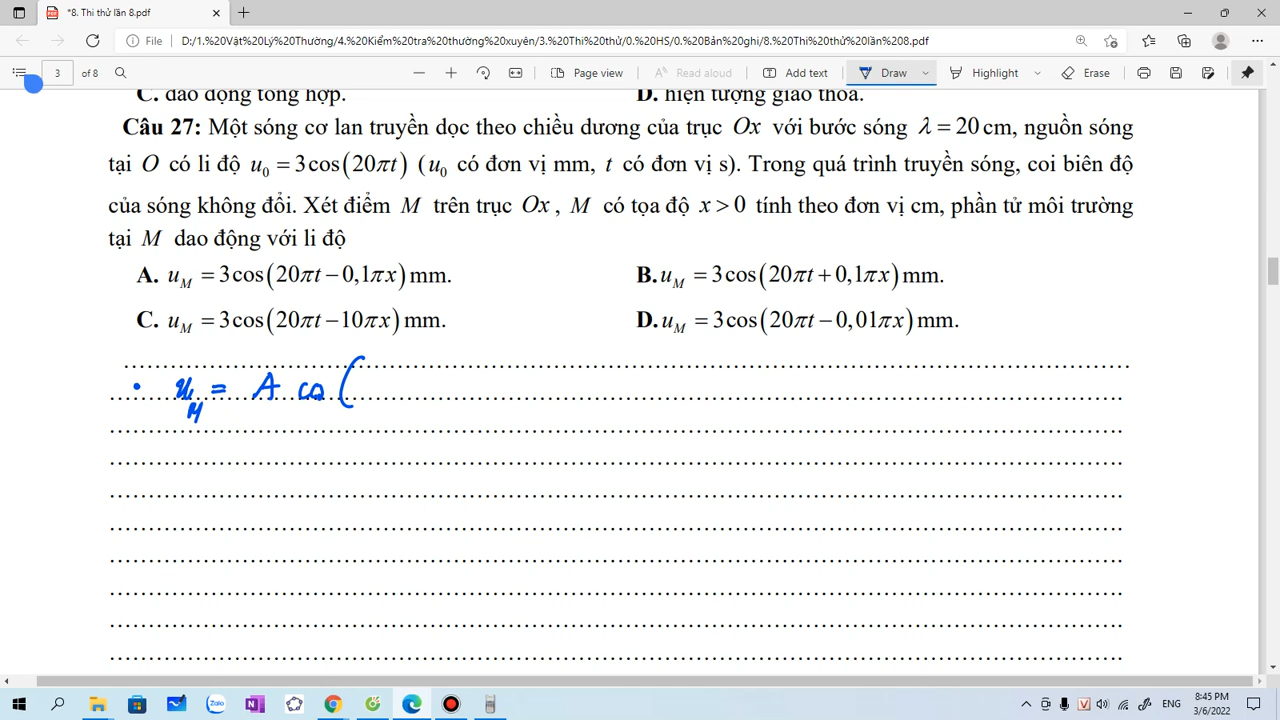 *8. Thi thử lần 8.pdf
File D:/1.%20Vật%20Lý%20Thường/4.%20Kiểm%20tra%20thường%20xuyên/3.%20Thi%20thử/0.%20HS/0.%20Bản%20ghi/8.%20Thi%20thử%20lần%208.pdf
3 of 8 Page view Read aloud Add text Draw Highlight Erase
C. dao động tổng hợp. D. hiện tượng giao thoa.
Câu 27: Một sóng cơ lan truyền dọc theo chiều dương của trục Ox với bước sóng λ = 20 cm, nguồn sóng
tại O có li độ u₀ = 3cos(20πt) (u₀ có đơn vị mm, t có đơn vị s). Trong quá trình truyền sóng, coi biên độ
của sóng không đổi. Xét điểm M trên trục Ox, M có tọa độ x > 0 tính theo đơn vị cm, phần tử môi trường
tại M dao động với li độ
A. u_M = 3cos(20πt − 0,1πx) mm. B. u_M = 3cos(20πt + 0,1πx) mm.
C. u_M = 3cos(20πt − 10πx) mm. D. u_M = 3cos(20πt − 0,01πx) mm.
• u_M = A cos (
Zalo
ENG
8:45 PM
3/6/2022